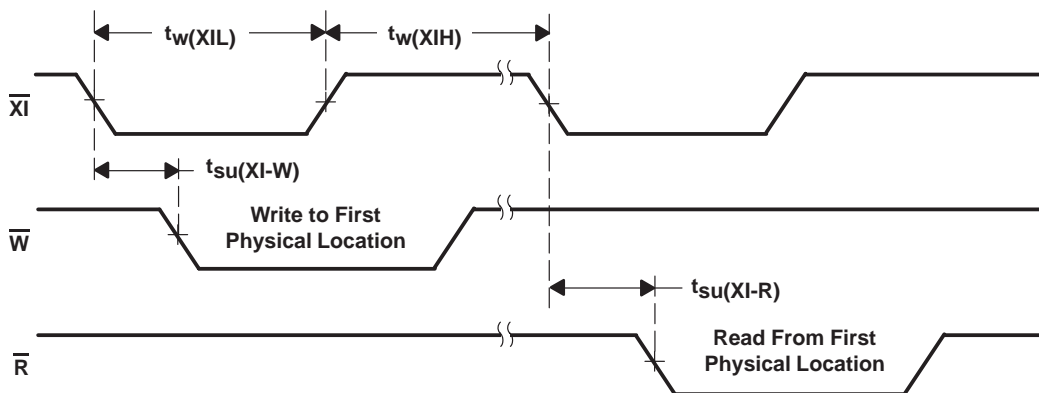 tw(XIL)
tw(XIH)
XI
tsu(XI-W)
W
Write to First
Physical Location
tsu(XI-R)
R
Read From First
Physical Location